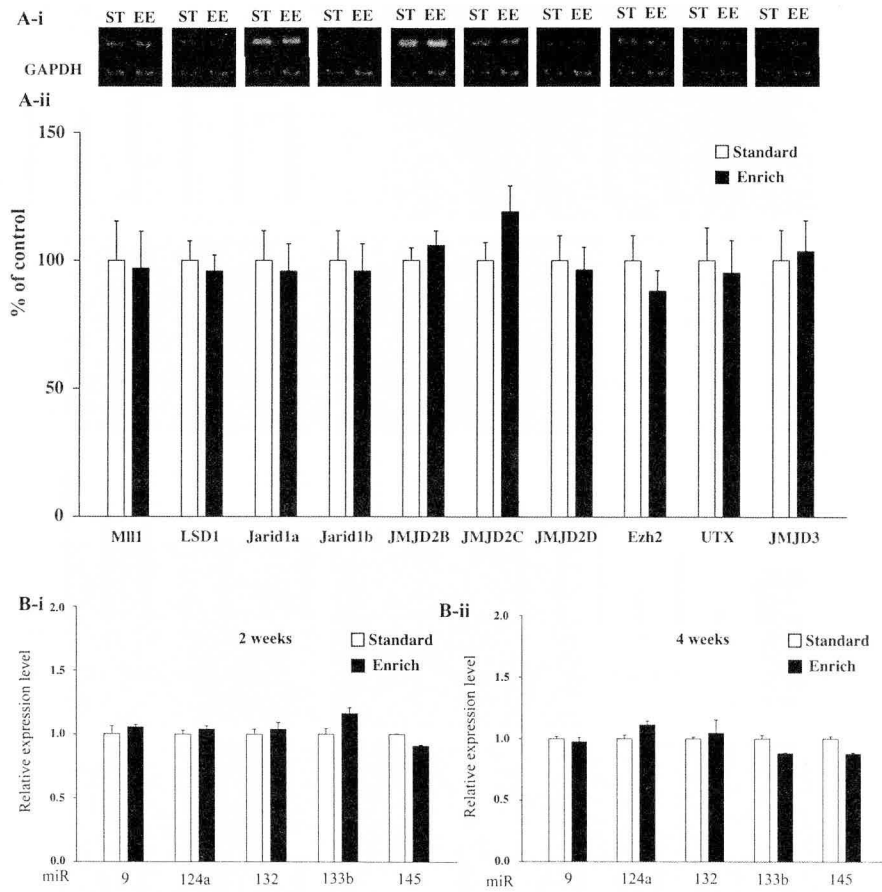 A-i
ST EE ST EE ST EE ST EE ST EE ST EE ST EE ST EE ST EE ST EE
GAPDH
A-ii
150
100
50
0
% of control
Standard
Enrich
Mll1 LSD1 Jarid1a Jarid1b JMJD2B JMJD2C JMJD2D Ezh2 UTX JMJD3
B-i
2.0
1.5
1.0
0.5
0.0
Relative expression level
2 weeks
Standard
Enrich
miR 9 124a 132 133b 145
B-ii
2.0
1.5
1.0
0.5
0.0
Relative expression level
4 weeks
Standard
Enrich
miR 9 124a 132 133b 145